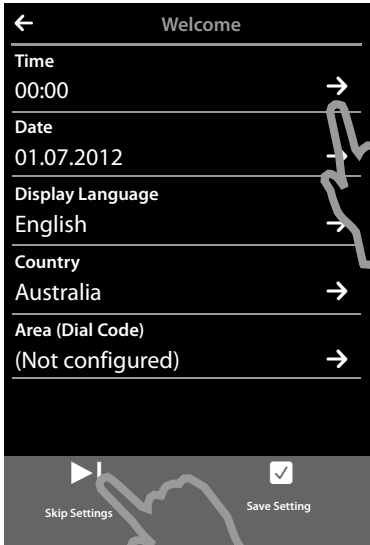 Welcome
Time
00:00
Date
01.07.2012
Display Language
English
Country
Australia
Area (Dial Code)
(Not configured)
Skip Settings
Save Setting